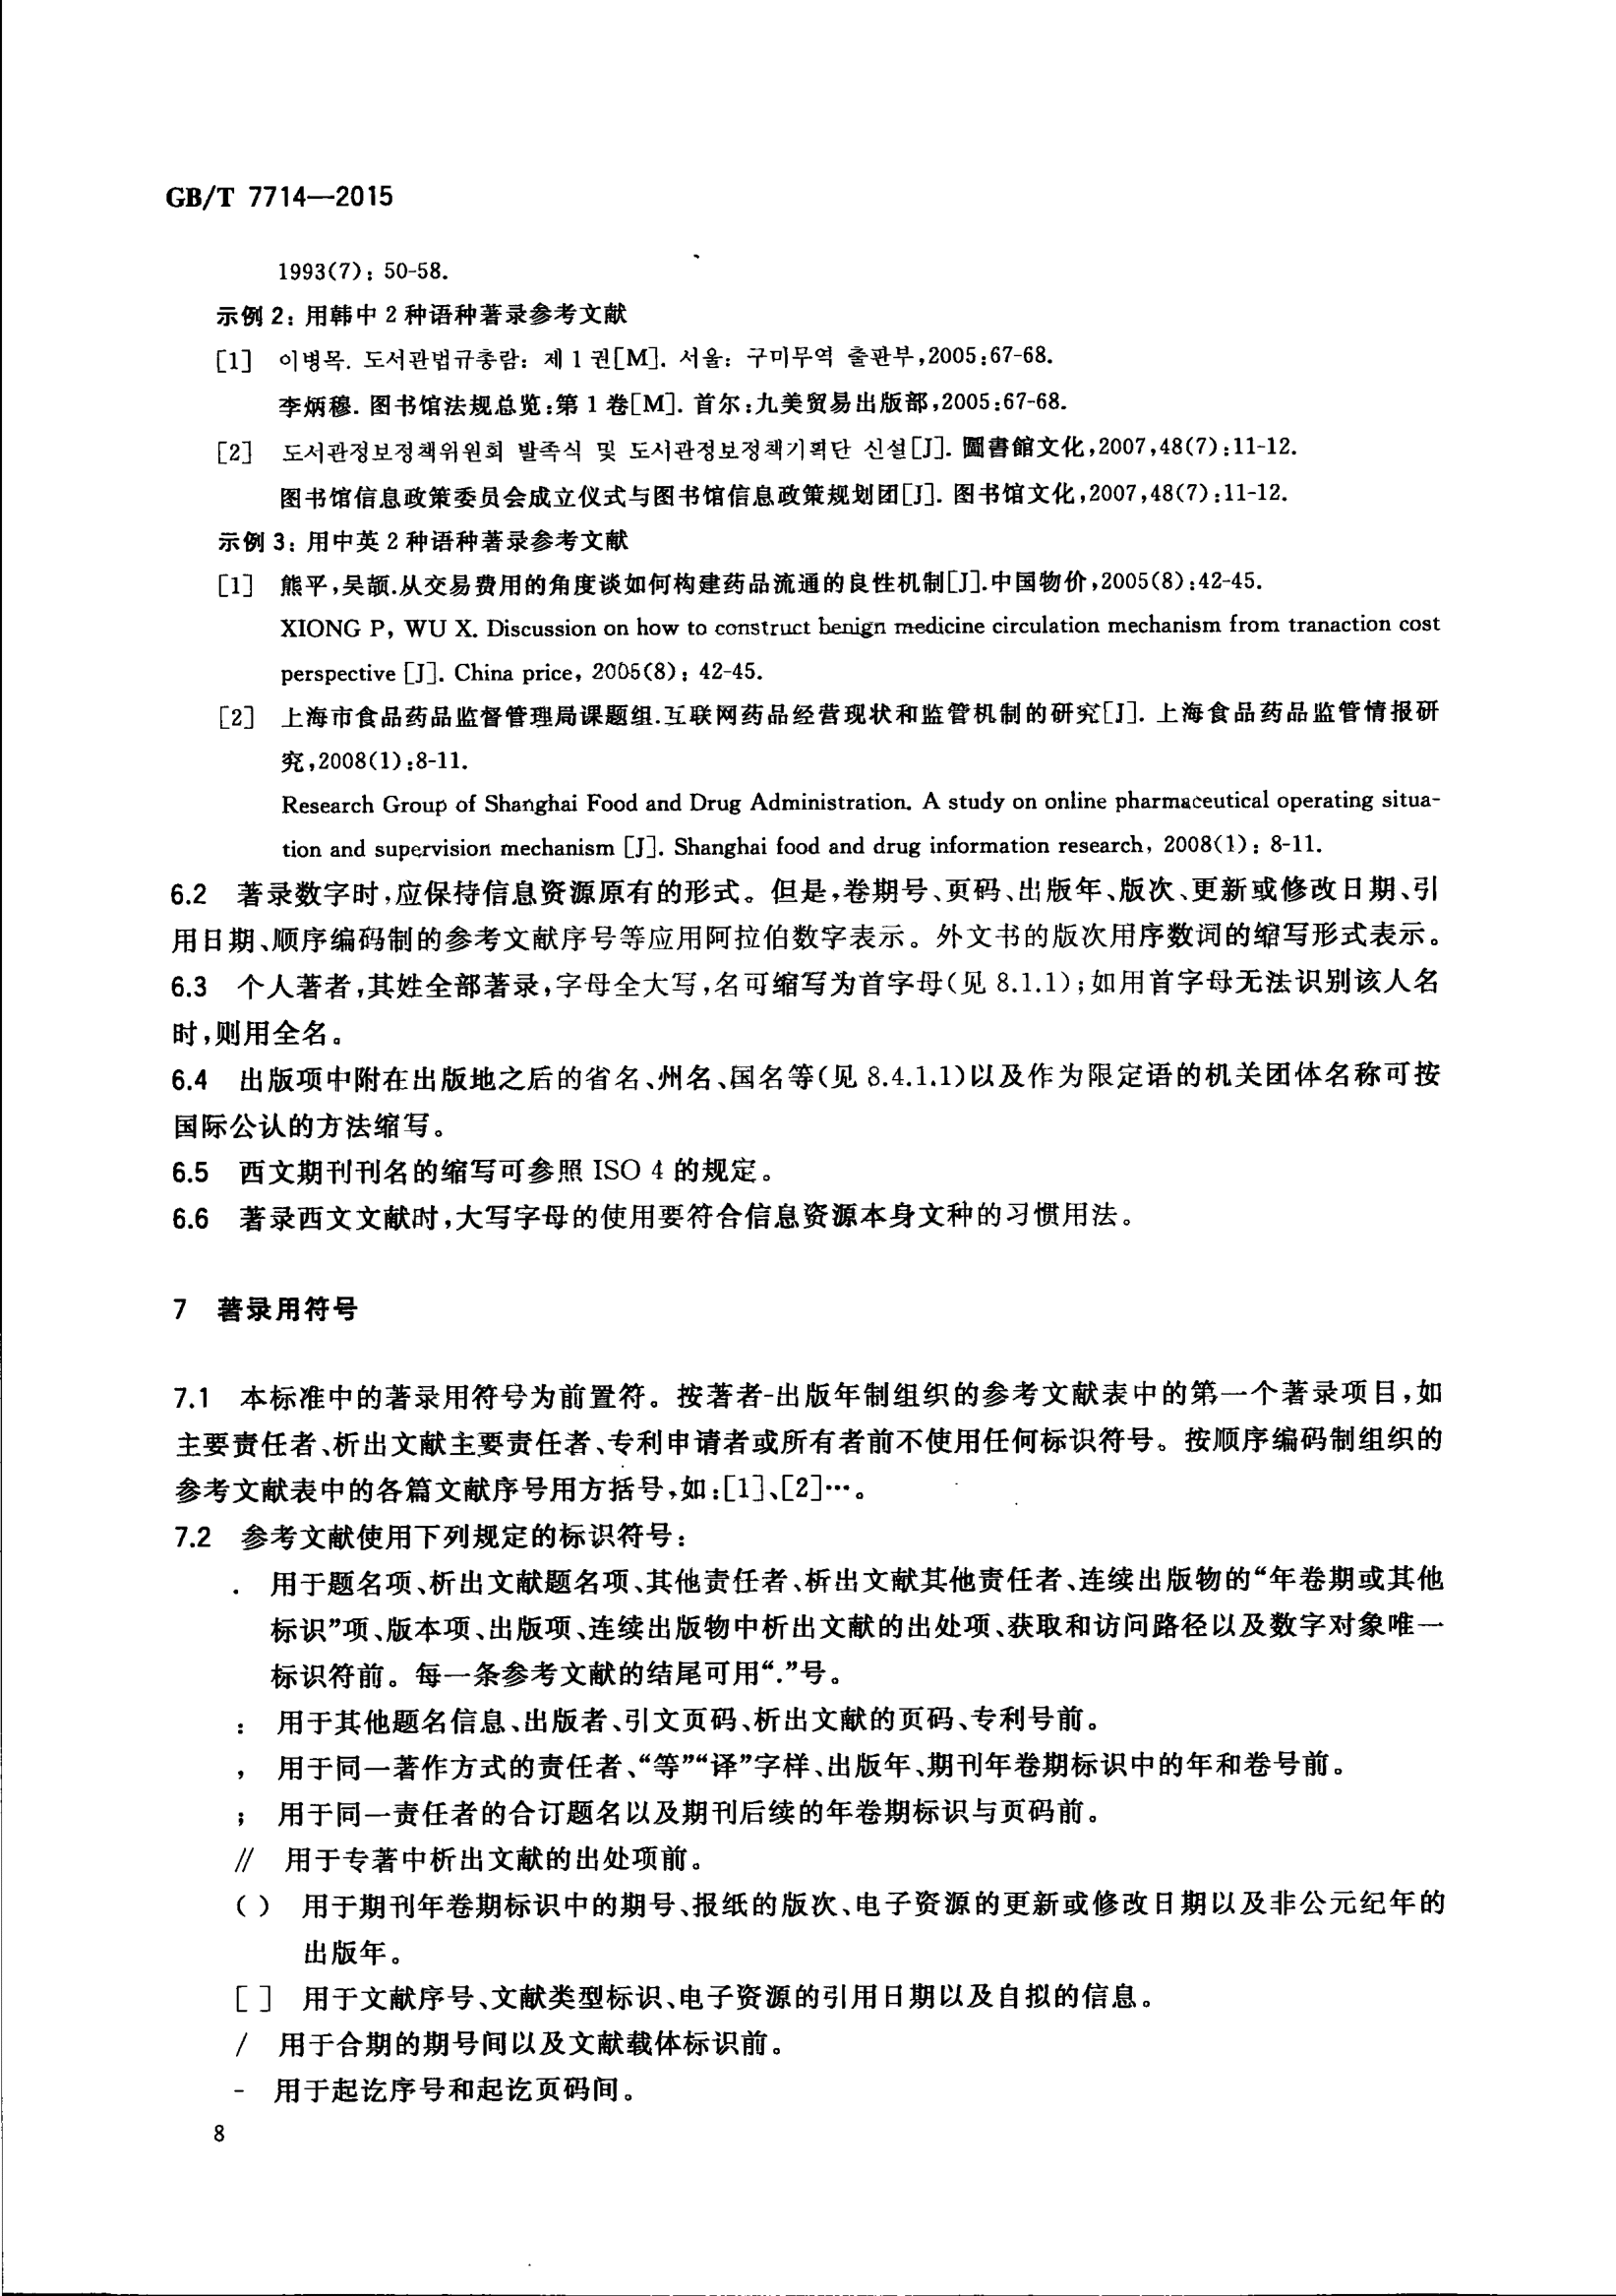 GB/T 7714—2015
1993(7): 50-58.
示例 2: 用韩中 2 种语种著录参考文献
[1] 이병목. 도서관법규총람: 제 1 권[M]. 서울: 구미무역 출판부,2005:67-68.
李炳穆. 图书馆法规总览:第 1 卷[M]. 首尔:九美贸易出版部,2005:67-68.
[2] 도서관정보정책위원회 발족식 및 도서관정보정책기획단 신설[J]. 圖書館文化,2007,48(7):11-12.
图书馆信息政策委员会成立仪式与图书馆信息政策规划团[J]. 图书馆文化,2007,48(7):11-12.
示例 3: 用中英 2 种语种著录参考文献
[1] 熊平,吴颉.从交易费用的角度谈如何构建药品流通的良性机制[J].中国物价,2005(8):42-45.
XIONG P, WU X. Discussion on how to construct benign medicine circulation mechanism from tranaction cost
perspective [J]. China price, 2005(8): 42-45.
[2] 上海市食品药品监督管理局课题组.互联网药品经营现状和监管机制的研究[J]. 上海食品药品监管情报研
究,2008(1):8-11.
Research Group of Shanghai Food and Drug Administration. A study on online pharmaceutical operating situa-
tion and supervision mechanism [J]. Shanghai food and drug information research, 2008(1): 8-11.
6.2 著录数字时,应保持信息资源原有的形式。但是,卷期号、页码、出版年、版次、更新或修改日期、引
用日期、顺序编码制的参考文献序号等应用阿拉伯数字表示。外文书的版次用序数词的缩写形式表示。
6.3 个人著者,其姓全部著录,字母全大写,名可缩写为首字母(见 8.1.1);如用首字母无法识别该人名
时,则用全名。
6.4 出版项中附在出版地之后的省名、州名、国名等(见 8.4.1.1)以及作为限定语的机关团体名称可按
国际公认的方法缩写。
6.5 西文期刊刊名的缩写可参照 ISO 4 的规定。
6.6 著录西文文献时,大写字母的使用要符合信息资源本身文种的习惯用法。
7 著录用符号
7.1 本标准中的著录用符号为前置符。按著者-出版年制组织的参考文献表中的第一个著录项目,如
主要责任者、析出文献主要责任者、专利申请者或所有者前不使用任何标识符号。按顺序编码制组织的
参考文献表中的各篇文献序号用方括号,如:[1]、[2]…。
7.2 参考文献使用下列规定的标识符号:
. 用于题名项、析出文献题名项、其他责任者、析出文献其他责任者、连续出版物的“年卷期或其他
标识”项、版本项、出版项、连续出版物中析出文献的出处项、获取和访问路径以及数字对象唯一
标识符前。每一条参考文献的结尾可用“.”号。
: 用于其他题名信息、出版者、引文页码、析出文献的页码、专利号前。
, 用于同一著作方式的责任者、“等”“译”字样、出版年、期刊年卷期标识中的年和卷号前。
; 用于同一责任者的合订题名以及期刊后续的年卷期标识与页码前。
// 用于专著中析出文献的出处项前。
( ) 用于期刊年卷期标识中的期号、报纸的版次、电子资源的更新或修改日期以及非公元纪年的
出版年。
[ ] 用于文献序号、文献类型标识、电子资源的引用日期以及自拟的信息。
/ 用于合期的期号间以及文献载体标识前。
- 用于起讫序号和起讫页码间。
8